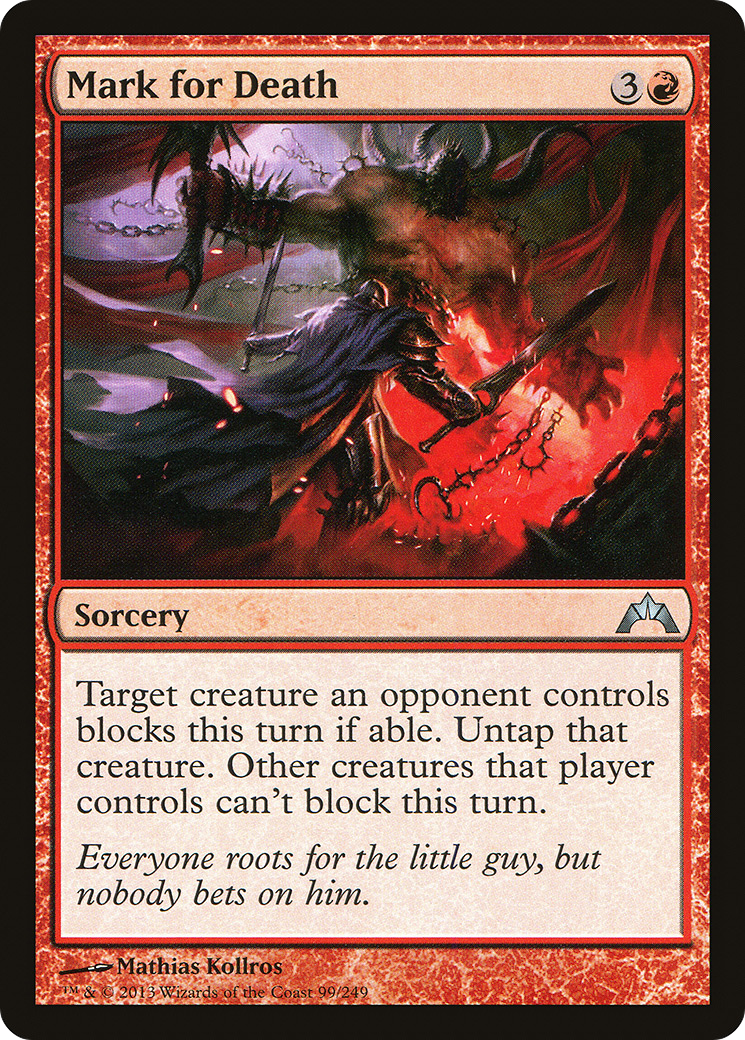 Mark for Death 3
Sorcery
Target creature an opponent controls
blocks this turn if able. Untap that
creature. Other creatures that player
controls can't block this turn.
Everyone roots for the little guy, but
nobody bets on him.
Mathias Kollros
™ & © 2013 Wizards of the Coast 99/249